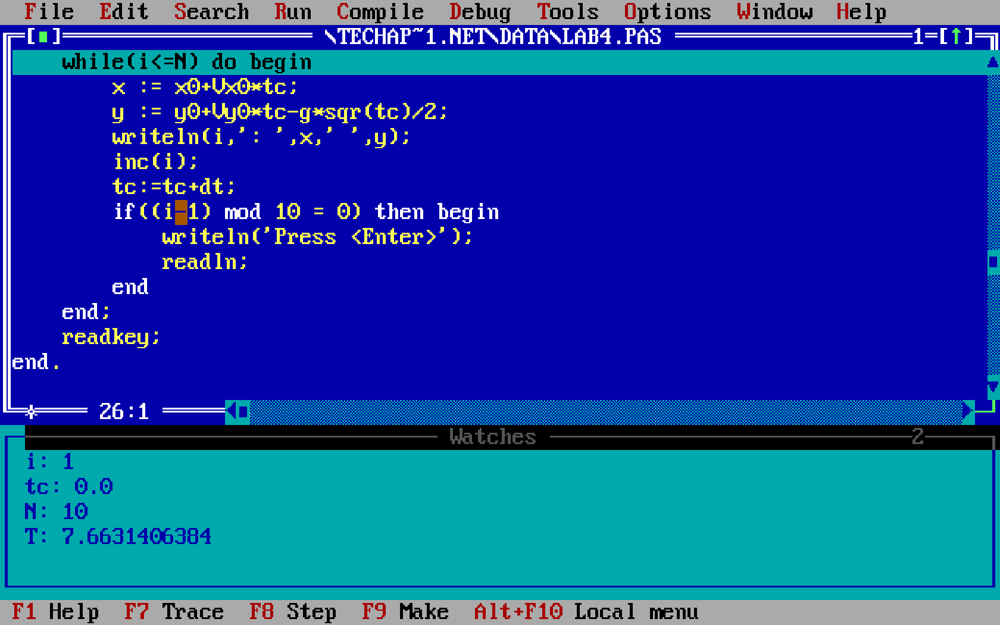 File Edit Search Run Compile Debug Tools Options Window Help
[■] \TECHAP~1.NET\DATA\LAB4.PAS 1=[↑]
while(i<=N) do begin
x := x0+Vx0*tc;
y := y0+Vy0*tc-g*sqr(tc)/2;
writeln(i,': ',x,' ',y);
inc(i);
tc:=tc+dt;
if((i-1) mod 10 = 0) then begin
writeln('Press <Enter>');
readln;
end
end;
readkey;
end.
26:1
Watches 2
i: 1
tc: 0.0
N: 10
T: 7.6631406384
F1 Help F7 Trace F8 Step F9 Make Alt+F10 Local menu